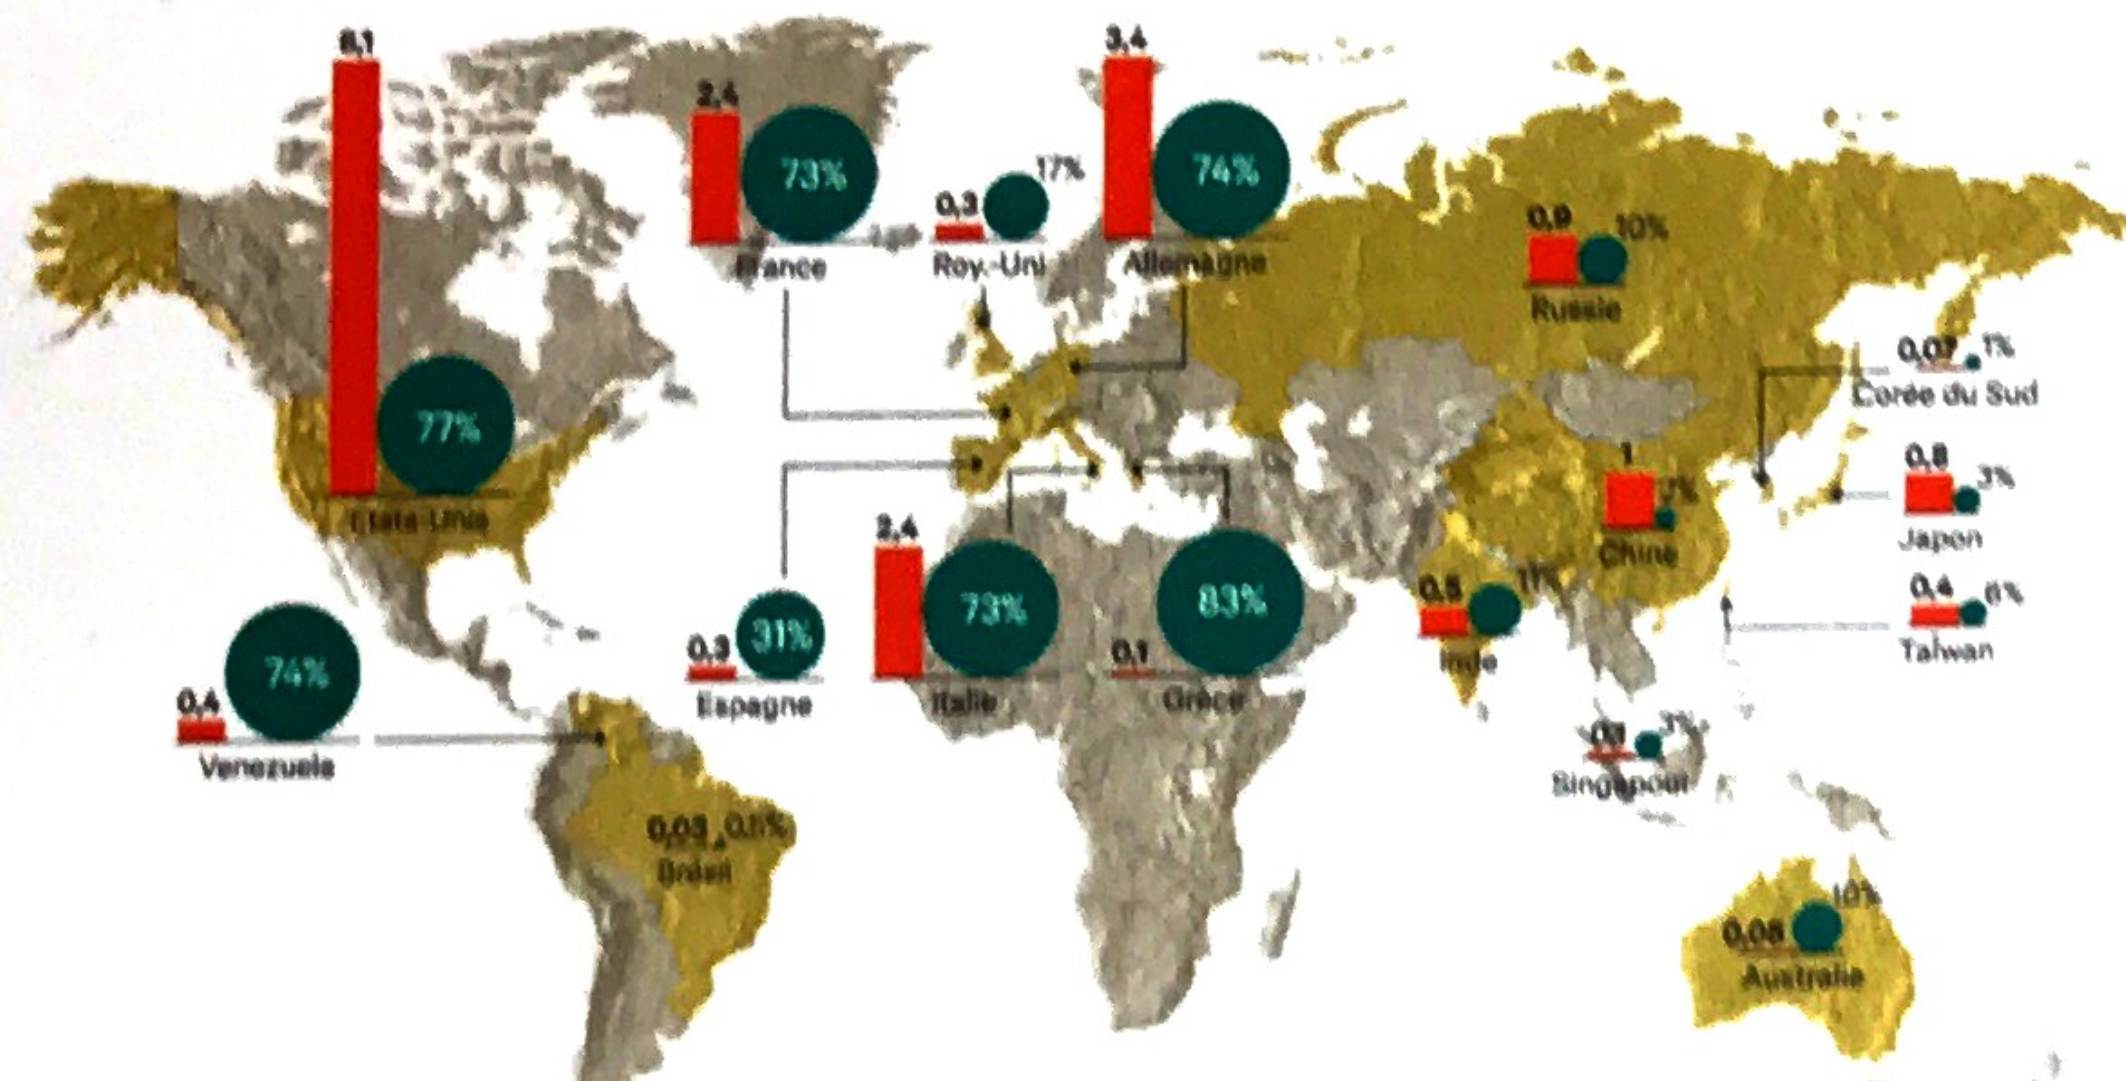 8,1
77%
Etats-Unis
2,4
73%
France
0,3
17%
Roy.-Uni
3,4
74%
Allemagne
0,9
10%
Russie
0,07
1%
Corée du Sud
1
Chine
0,8
3%
Japon
0,4
6%
Taïwan
0,5
11%
Inde
3%
Singapour
0,4
74%
Venezuela
0,3
31%
Espagne
2,4
73%
Italie
0,1
83%
Grèce
0,03
Brésil
10%
Australie